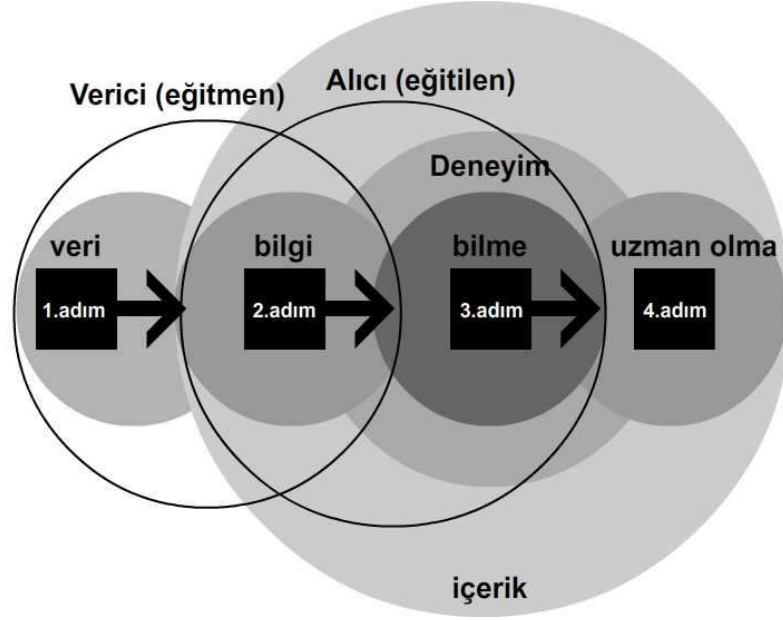 Verici (eğitmen)
Alıcı (eğitilen)
Deneyim
veri
bilgi
bilme
uzman olma
1.adım
2.adım
3.adım
4.adım
içerik